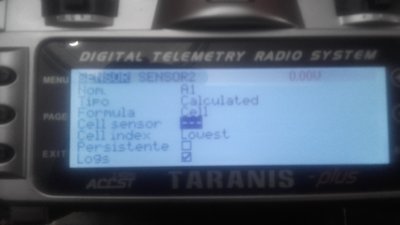 DIGITAL TELEMETRY RADIO SYSTEM
MENU
SENSOR SENSOR2 0.00V
Nom. A1
Tipo Calculated
Formula Cell
PAGE
Cell sensor ---
Cell index Lowest
Persistente
EXIT
Logs
ACCST TARANIS plus